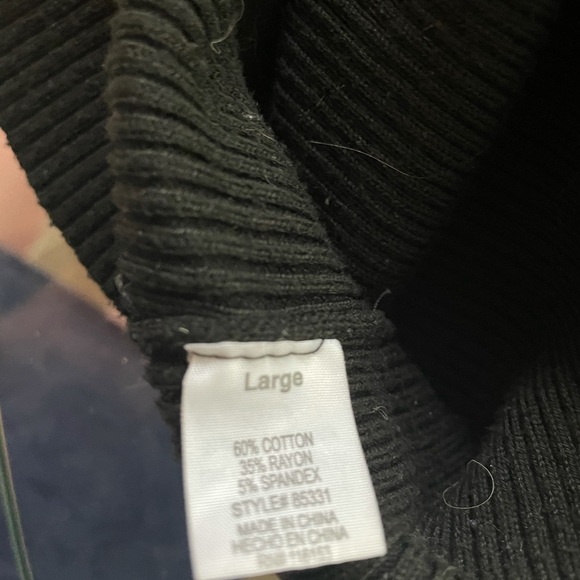 Large
60% COTTON
35% RAYON
5% SPANDEX
STYLE# 85331
MADE IN CHINA
HECHO EN CHINA